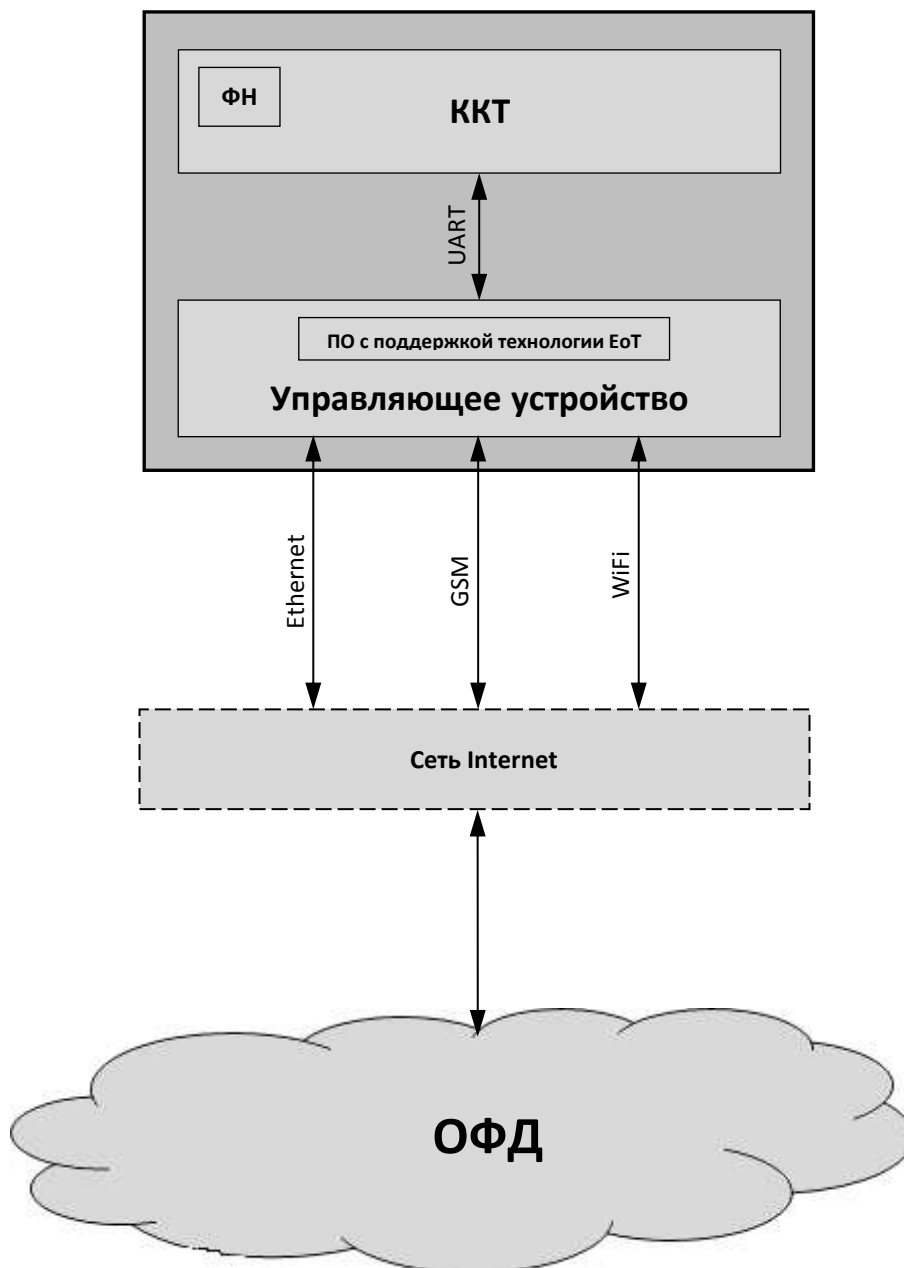 ФН
ККТ
UART
ПО с поддержкой технологии EoT
Управляющее устройство
Ethernet
GSM
WiFi
Сеть Internet
ОФД